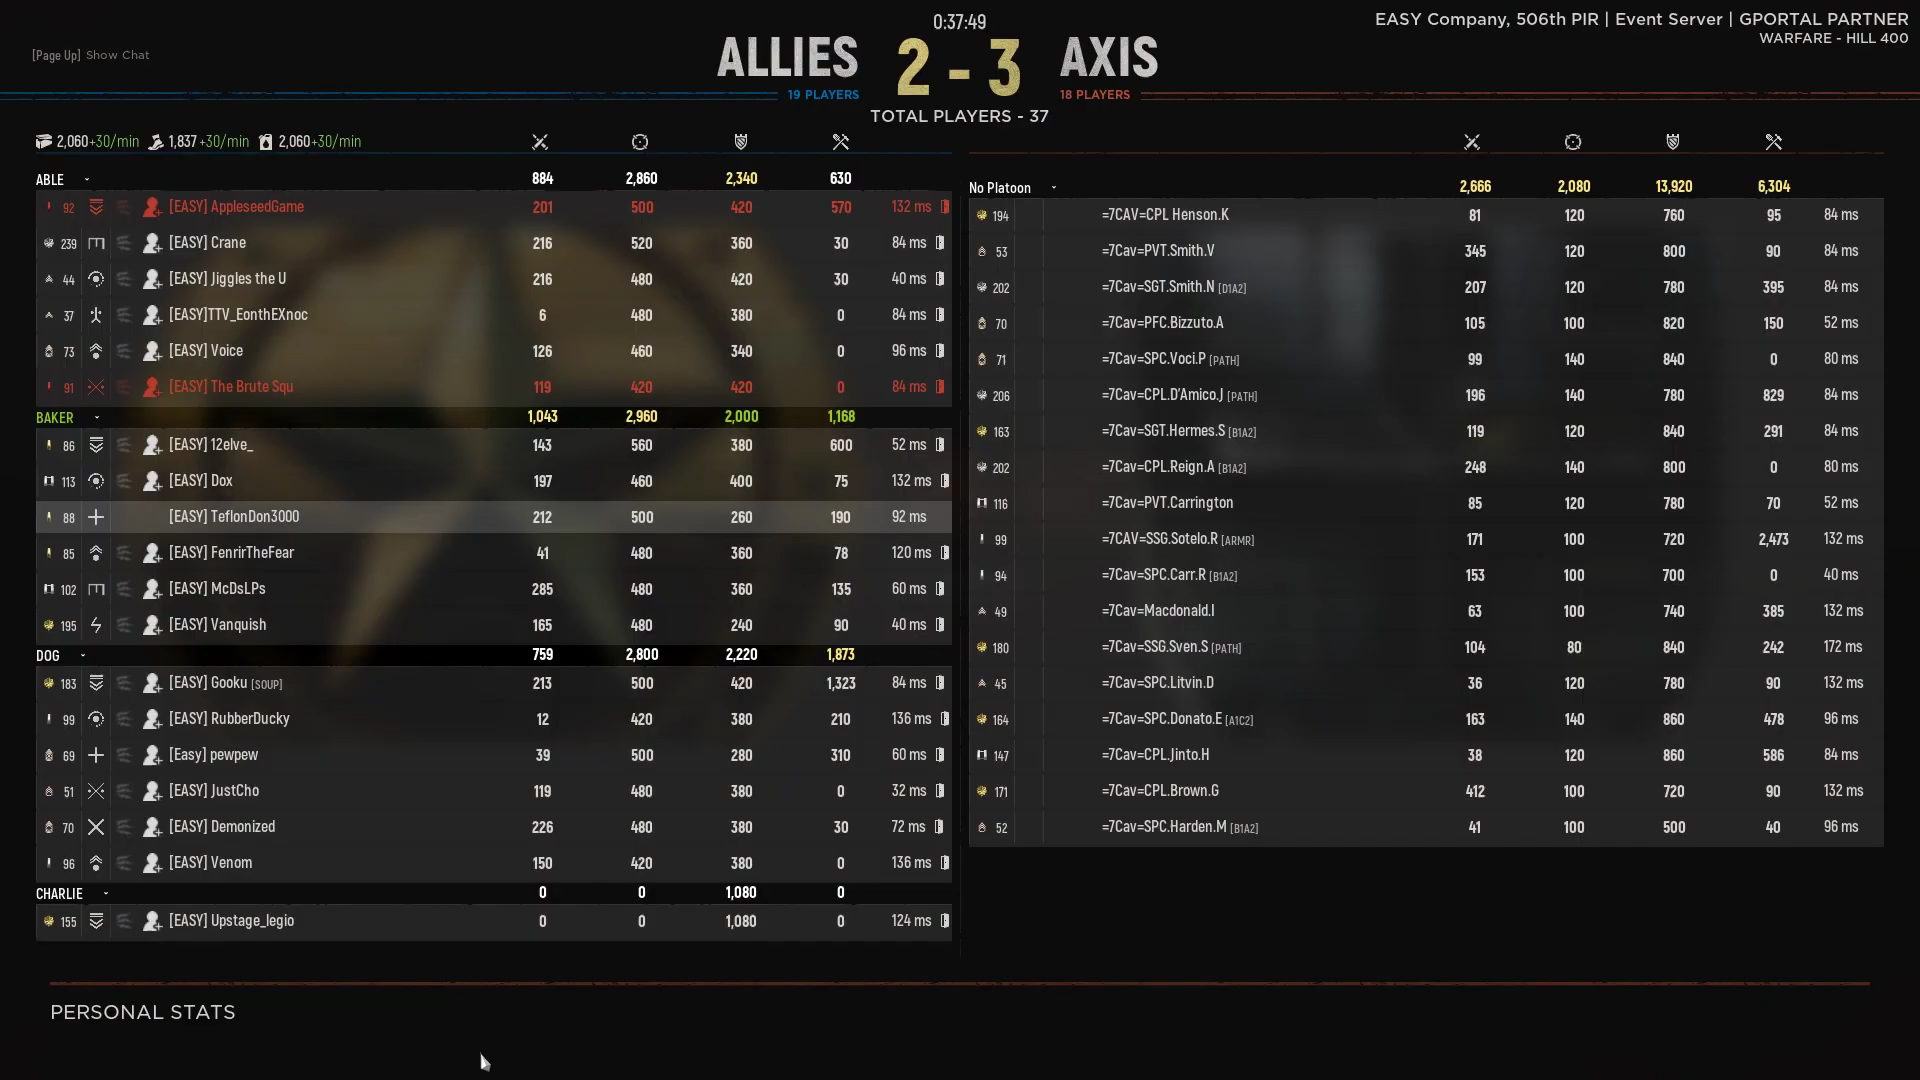 0:37:49
EASY Company, 506th PIR | Event Server | GPORTAL PARTNER
WARFARE - HILL 400
[Page Up] Show Chat
ALLIES 2 - 3 AXIS
19 PLAYERS 18 PLAYERS
TOTAL PLAYERS - 37
2,060 +30/min 1,837 +30/min 2,060 +30/min
ABLE 884 2,860 2,340 630
92 [EASY] AppleseedGame 201 500 420 570 132 ms
239 [EASY] Crane 216 520 360 30 84 ms
44 [EASY] Jiggles the U 216 480 420 30 40 ms
37 [EASY]TTV_EonthEXnoc 6 480 380 0 84 ms
73 [EASY] Voice 126 460 340 0 96 ms
91 [EASY] The Brute Squ 119 420 420 0 84 ms
BAKER 1,043 2,960 2,000 1,168
86 [EASY] 12elve_ 143 560 380 600 52 ms
113 [EASY] Dox 197 460 400 75 132 ms
88 [EASY] TeflonDon3000 212 500 260 190 92 ms
85 [EASY] FenrirTheFear 41 480 360 78 120 ms
102 [EASY] McDsLPs 285 480 360 135 60 ms
195 [EASY] Vanquish 165 480 240 90 40 ms
DOG 759 2,800 2,220 1,873
183 [EASY] Gooku [SOUP] 213 500 420 1,323 84 ms
99 [EASY] RubberDucky 12 420 380 210 136 ms
69 [Easy] pewpew 39 500 280 310 60 ms
51 [EASY] JustCho 119 480 380 0 32 ms
70 [EASY] Demonized 226 480 380 30 72 ms
96 [EASY] Venom 150 420 380 0 136 ms
CHARLIE 0 0 1,080 0
155 [EASY] Upstage_legio 0 0 1,080 0 124 ms
No Platoon 2,666 2,080 13,920 6,304
194 =7CAV=CPL Henson.K 81 120 760 95 84 ms
53 =7Cav=PVT.Smith.V 345 120 800 90 84 ms
202 =7Cav=SGT.Smith.N [D1A2] 207 120 780 395 84 ms
70 =7Cav=PFC.Bizzuto.A 105 100 820 150 52 ms
71 =7Cav=SPC.Voci.P [PATH] 99 140 840 0 80 ms
206 =7Cav=CPL.D'Amico.J [PATH] 196 140 780 829 84 ms
163 =7Cav=SGT.Hermes.S [B1A2] 119 120 840 291 84 ms
202 =7Cav=CPL.Reign.A [B1A2] 248 140 800 0 80 ms
116 =7Cav=PVT.Carrington 85 120 780 70 52 ms
99 =7CAV=SSG.Sotelo.R [ARMR] 171 100 720 2,473 132 ms
94 =7Cav=SPC.Carr.R [B1A2] 153 100 700 0 40 ms
49 =7Cav=Macdonald.I 63 100 740 385 132 ms
180 =7Cav=SSG.Sven.S [PATH] 104 80 840 242 172 ms
45 =7Cav=SPC.Litvin.D 36 120 780 90 132 ms
164 =7Cav=SPC.Donato.E [A1C2] 163 140 860 478 96 ms
147 =7Cav=CPL.Jinto.H 38 120 860 586 84 ms
171 =7Cav=CPL.Brown.G 412 100 720 90 132 ms
52 =7Cav=SPC.Harden.M [B1A2] 41 100 500 40 96 ms
PERSONAL STATS